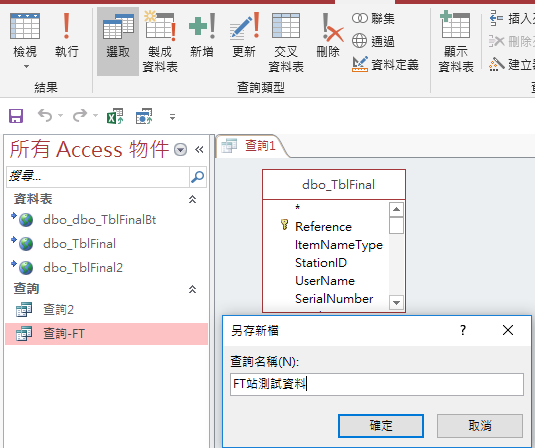 檢視 執行 選取 製成資料表 新增 更新 交叉資料表 刪除 聯集 顯示資料表 插入
通過 刪除
資料定義 建立
結果 查詢類型
所有 Access 物件 «
查詢1
搜尋...
dbo_TblFinal
資料表
*
dbo_dbo_TblFinalBt
Reference
dbo_TblFinal
ItemNameType
dbo_TblFinal2
StationID
查詢
UserName
查詢2
SerialNumber
查詢-FT
另存新檔 ? ×
查詢名稱(N):
FT站測試資料
確定 取消